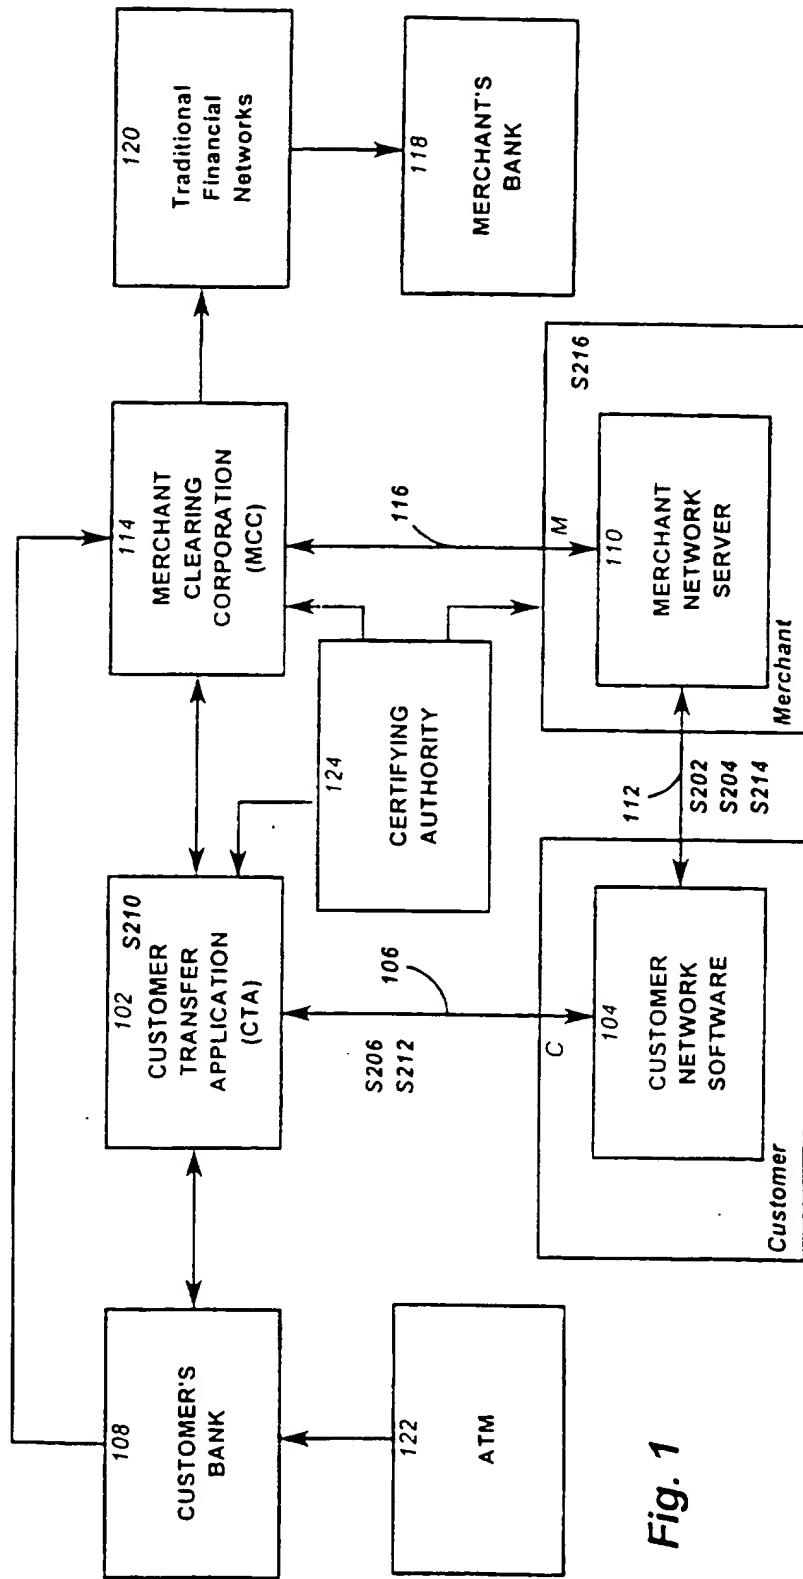 120
Traditional
Financial
Networks
118
MERCHANT'S
BANK
114
MERCHANT
CLEARING
CORPORATION
(MCC)
116
M
S216
110
MERCHANT
NETWORK
SERVER
Merchant
124
CERTIFYING
AUTHORITY
112
S202
S204
S214
102
S210
CUSTOMER
TRANSFER
APPLICATION
(CTA)
106
S206
S212
C
104
CUSTOMER
NETWORK
SOFTWARE
Customer
108
CUSTOMER'S
BANK
122
ATM
Fig. 1